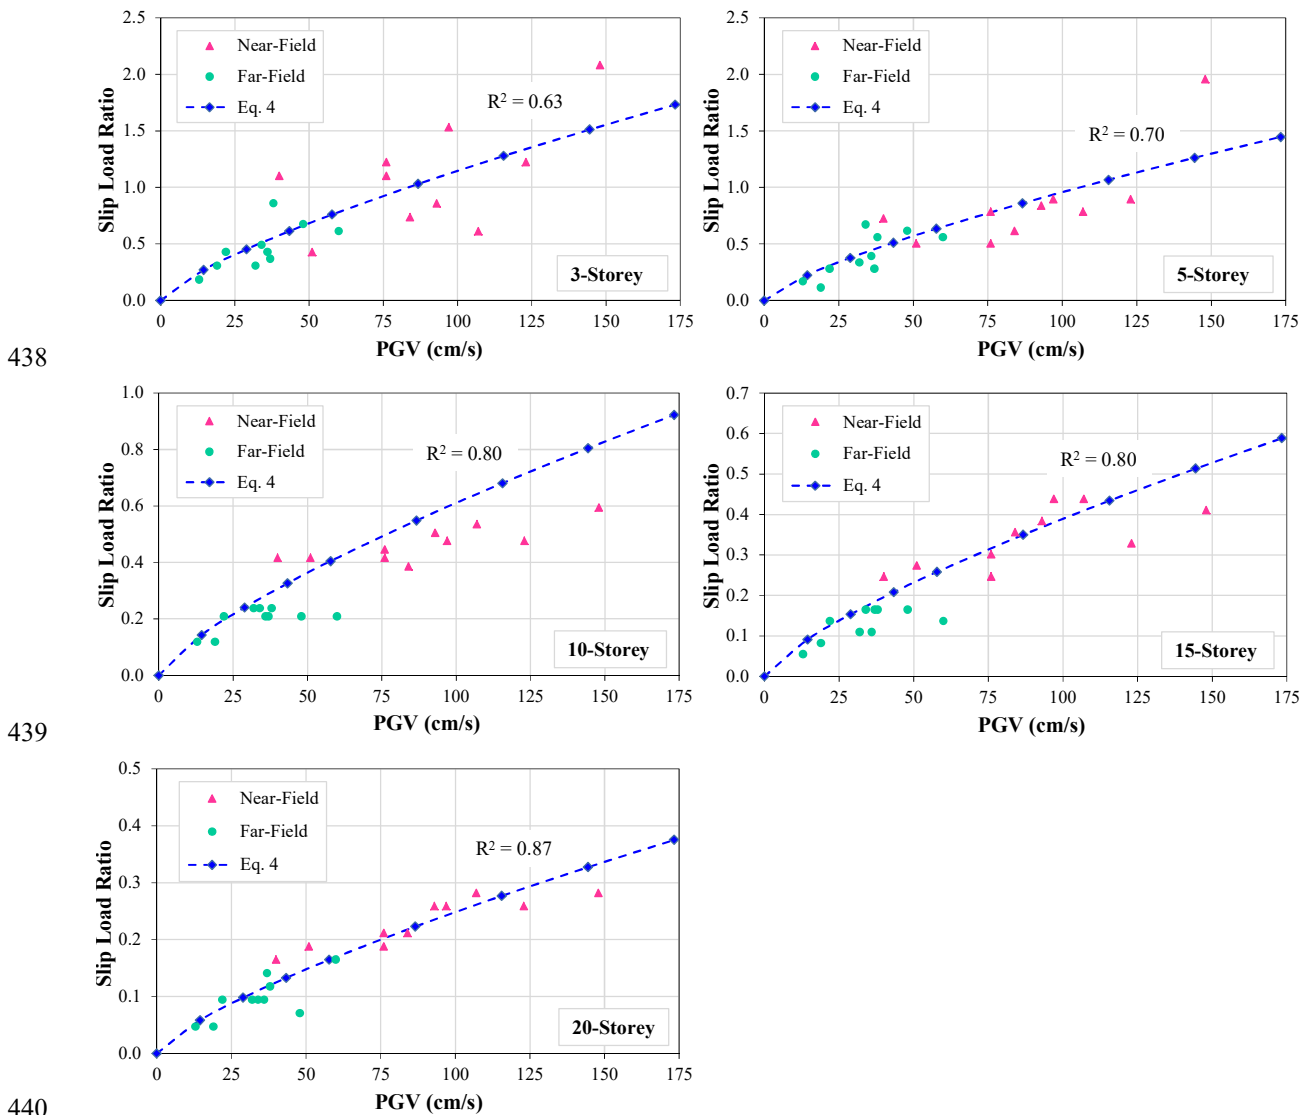 2.5
2.0
1.5
1.0
0.5
0.0
Slip Load Ratio
Near-Field
Far-Field
Eq. 4
R² = 0.63
3-Storey
0 25 50 75 100 125 150 175
PGV (cm/s)
438
2.5
2.0
1.5
1.0
0.5
0.0
Slip Load Ratio
Near-Field
Far-Field
Eq. 4
R² = 0.70
5-Storey
0 25 50 75 100 125 150 175
PGV (cm/s)
1.0
0.8
0.6
0.4
0.2
0.0
Slip Load Ratio
Near-Field
Far-Field
Eq. 4
R² = 0.80
10-Storey
0 25 50 75 100 125 150 175
PGV (cm/s)
439
0.7
0.6
0.5
0.4
0.3
0.2
0.1
0.0
Slip Load Ratio
Near-Field
Far-Field
Eq. 4
R² = 0.80
15-Storey
0 25 50 75 100 125 150 175
PGV (cm/s)
0.5
0.4
0.3
0.2
0.1
0.0
Slip Load Ratio
Near-Field
Far-Field
Eq. 4
R² = 0.87
20-Storey
0 25 50 75 100 125 150 175
PGV (cm/s)
440